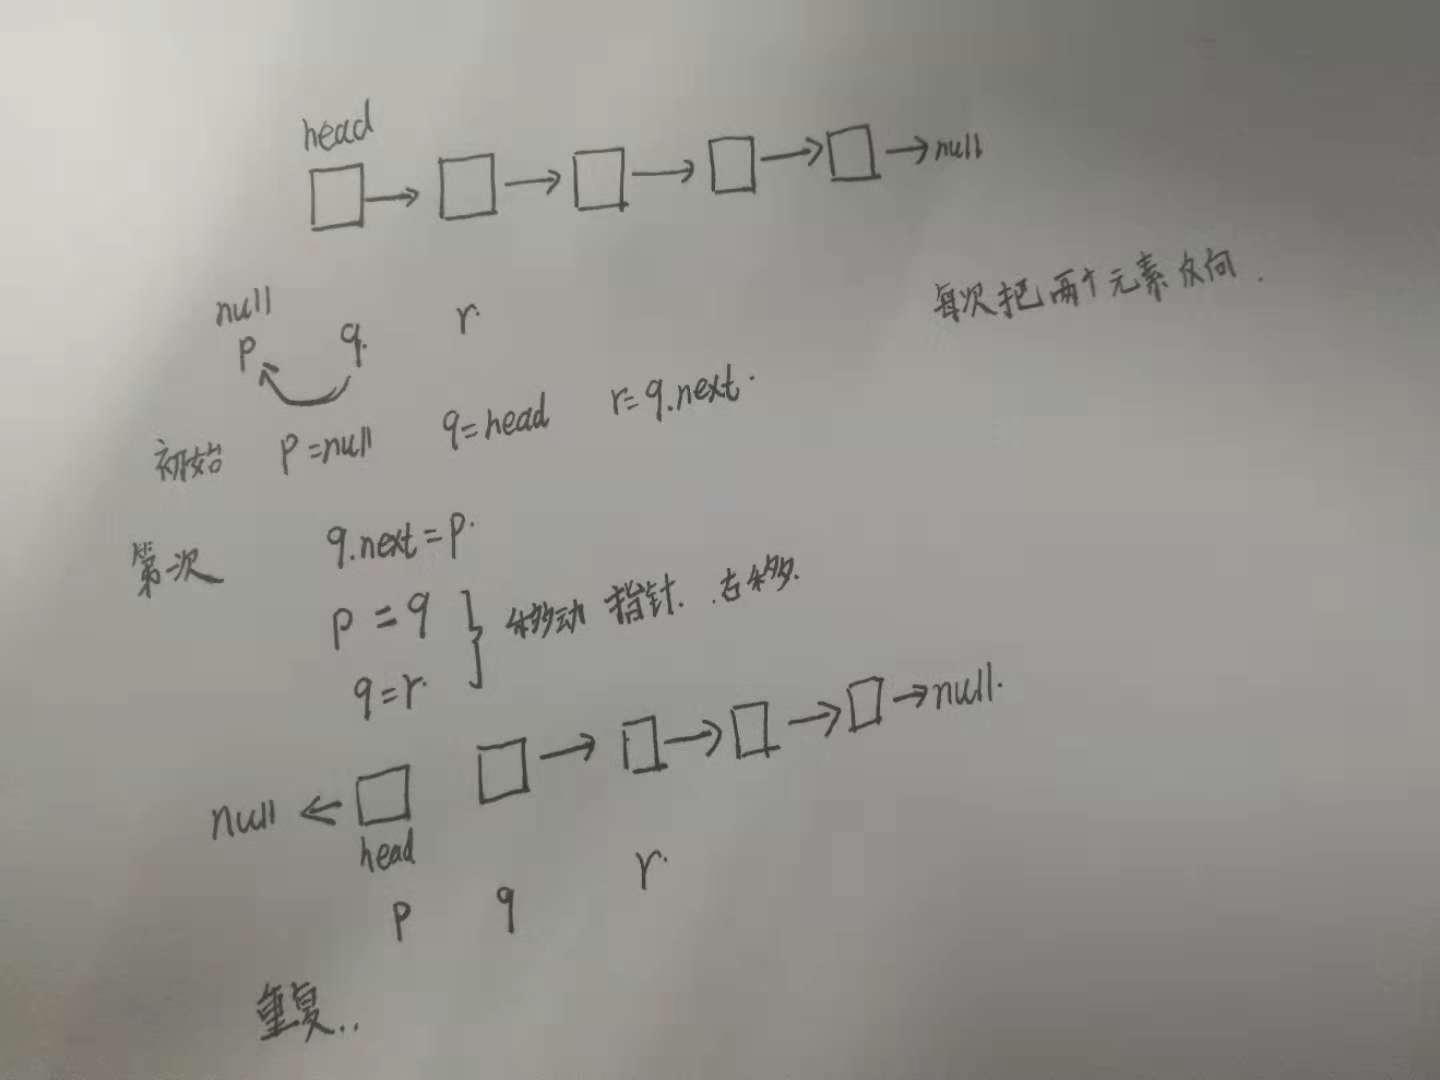 head
null
每次把两个元素反向.
null
p q. r.
初始 p=null q=head r=q.next.
第一次 q.next=p.
p=q } 移动指针. 右移.
q=r.
null.
null
head
p q r.
重复..